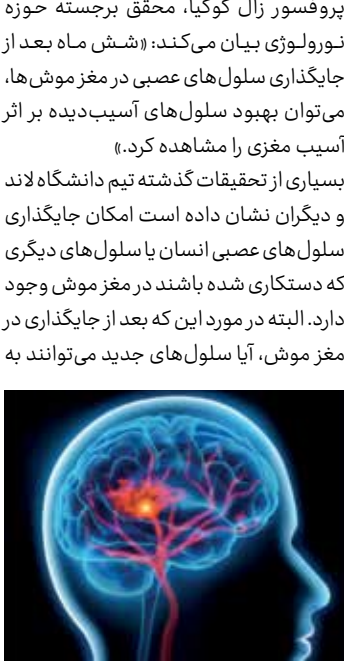 پروفسور زال کوکیا، محقق برجسته حوزه
نورولوژی بیان می‌کند: «شش ماه بعد از
جایگذاری سلول‌های عصبی در مغز موش‌ها،
می‌توان بهبود سلول‌های آسیب‌دیده بر اثر
آسیب مغزی را مشاهده کرد.»
بسیاری از تحقیقات گذشته تیم دانشگاه لاند
و دیگران نشان داده است امکان جایگذاری
سلول‌های عصبی انسان یا سلول‌های دیگری
که دستکاری شده باشند در مغز موش وجود
دارد. البته در مورد این که بعد از جایگذاری در
مغز موش، آیا سلول‌های جدید می‌توانند به